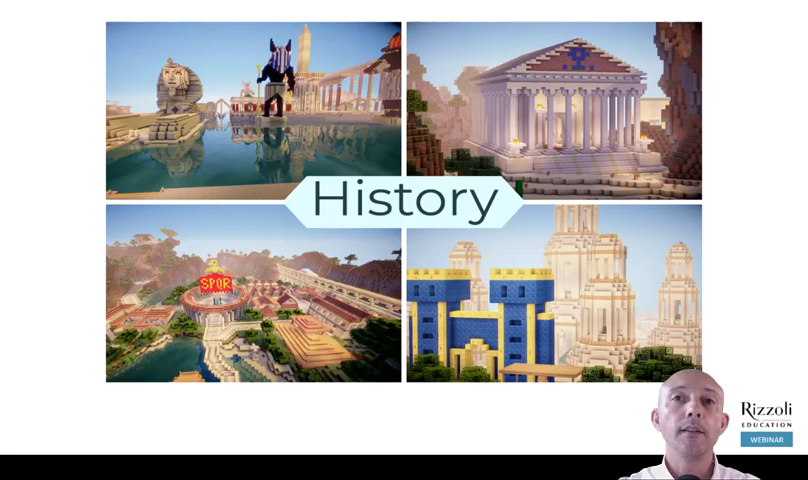 History
SPQR
Rizzoli
EDUCATION
WEBINAR